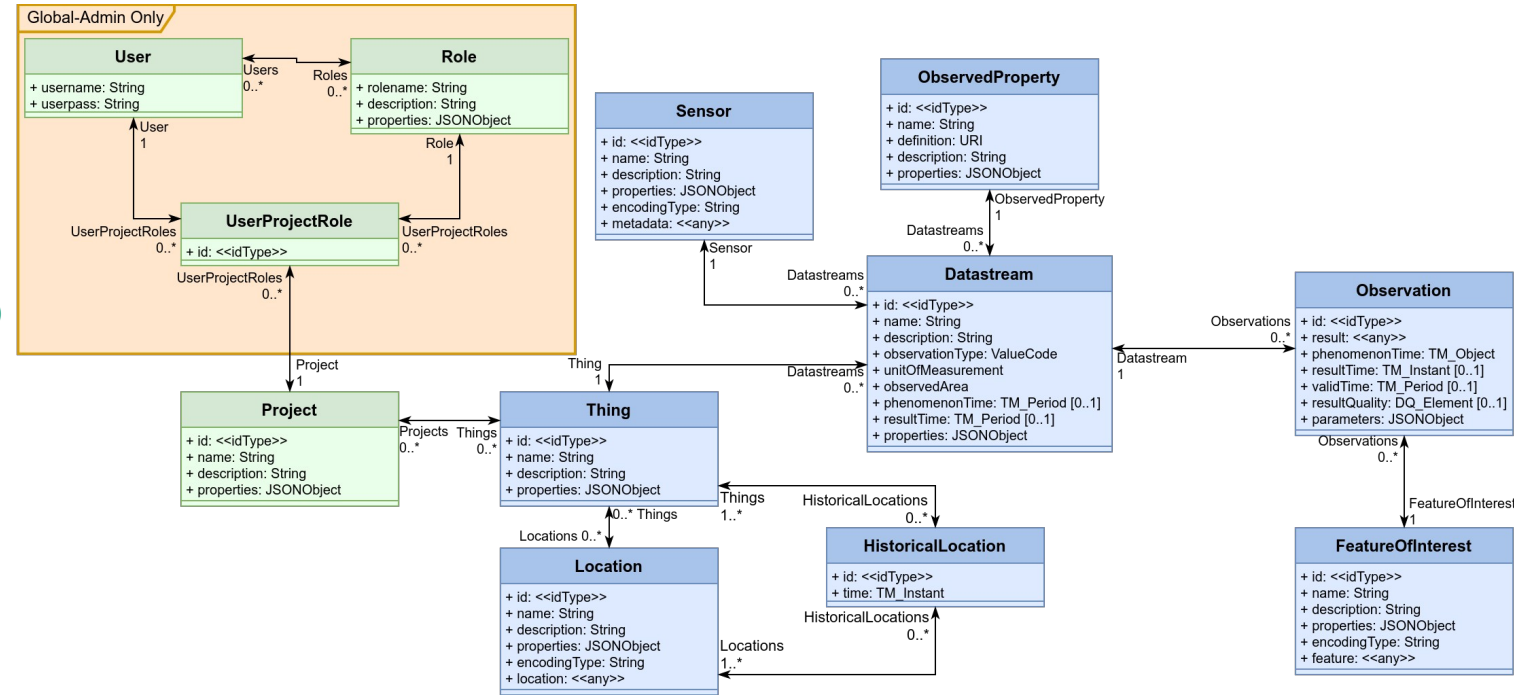 Global-Admin Only
User
+ username: String
+ userpass: String
Users
0..*
Roles
0..*
Role
+ rolename: String
+ description: String
+ properties: JSONObject
User
1
Role
1
UserProjectRoles
0..*
UserProjectRole
+ id: <<idType>>
UserProjectRoles
0..*
UserProjectRoles
0..*
Project
1
Project
+ id: <<idType>>
+ name: String
+ description: String
+ properties: JSONObject
Projects
0..*
Things
0..*
Sensor
+ id: <<idType>>
+ name: String
+ description: String
+ properties: JSONObject
+ encodingType: String
+ metadata: <<any>>
Sensor
1
Datastreams
0..*
ObservedProperty
+ id: <<idType>>
+ name: String
+ definition: URI
+ description: String
+ properties: JSONObject
ObservedProperty
1
Datastreams
0..*
Datastream
+ id: <<idType>>
+ name: String
+ description: String
+ observationType: ValueCode
+ unitOfMeasurement
+ observedArea
+ phenomenonTime: TM_Period [0..1]
+ resultTime: TM_Period [0..1]
+ properties: JSONObject
Thing
1
Datastreams
0..*
Datastream
1
Observations
0..*
Observation
+ id: <<idType>>
+ result: <<any>>
+ phenomenonTime: TM_Object
+ resultTime: TM_Instant [0..1]
+ validTime: TM_Period [0..1]
+ resultQuality: DQ_Element [0..1]
+ parameters: JSONObject
Observations
0..*
FeatureOfInterest
1
Thing
+ id: <<idType>>
+ name: String
+ description: String
+ properties: JSONObject
Things
1..*
HistoricalLocations
0..*
0..* Things
Locations 0..*
Location
+ id: <<idType>>
+ name: String
+ description: String
+ properties: JSONObject
+ encodingType: String
+ location: <<any>>
HistoricalLocation
+ id: <<idType>>
+ time: TM_Instant
HistoricalLocations
0..*
Locations
1..*
FeatureOfInterest
+ id: <<idType>>
+ name: String
+ description: String
+ properties: JSONObject
+ encodingType: String
+ feature: <<any>>